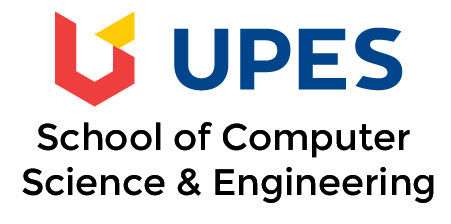 UPES
School of Computer
Science & Engineering